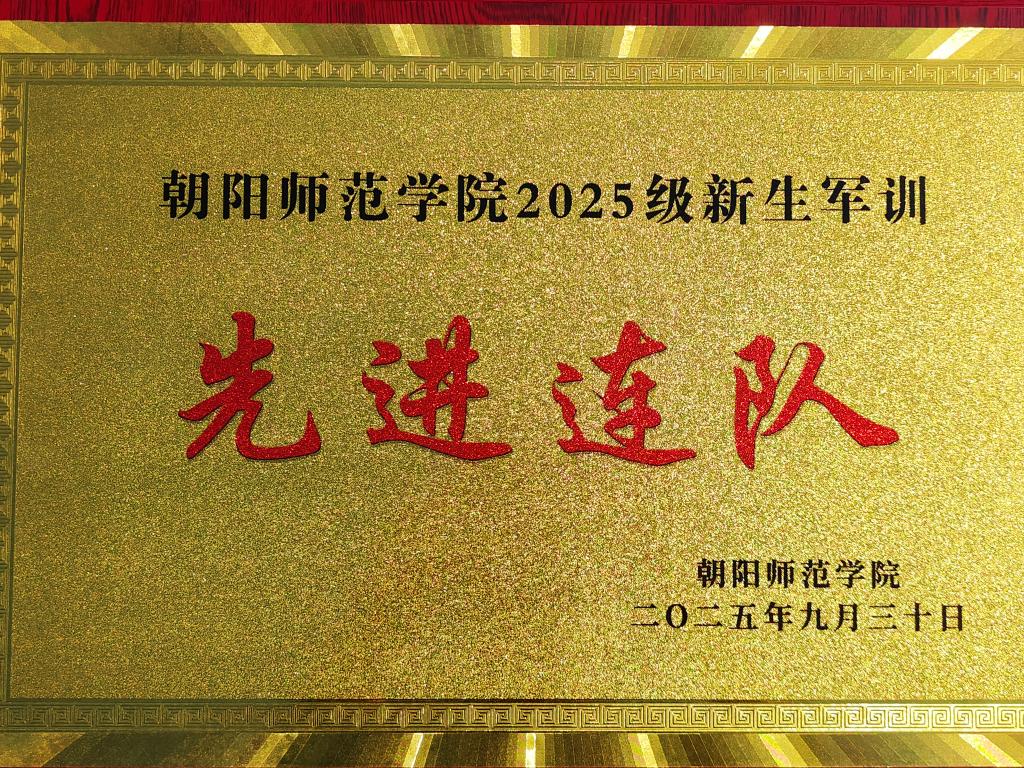 朝阳师范学院2025级新生军训
先进连队
朝阳师范学院
二〇二五年九月三十日